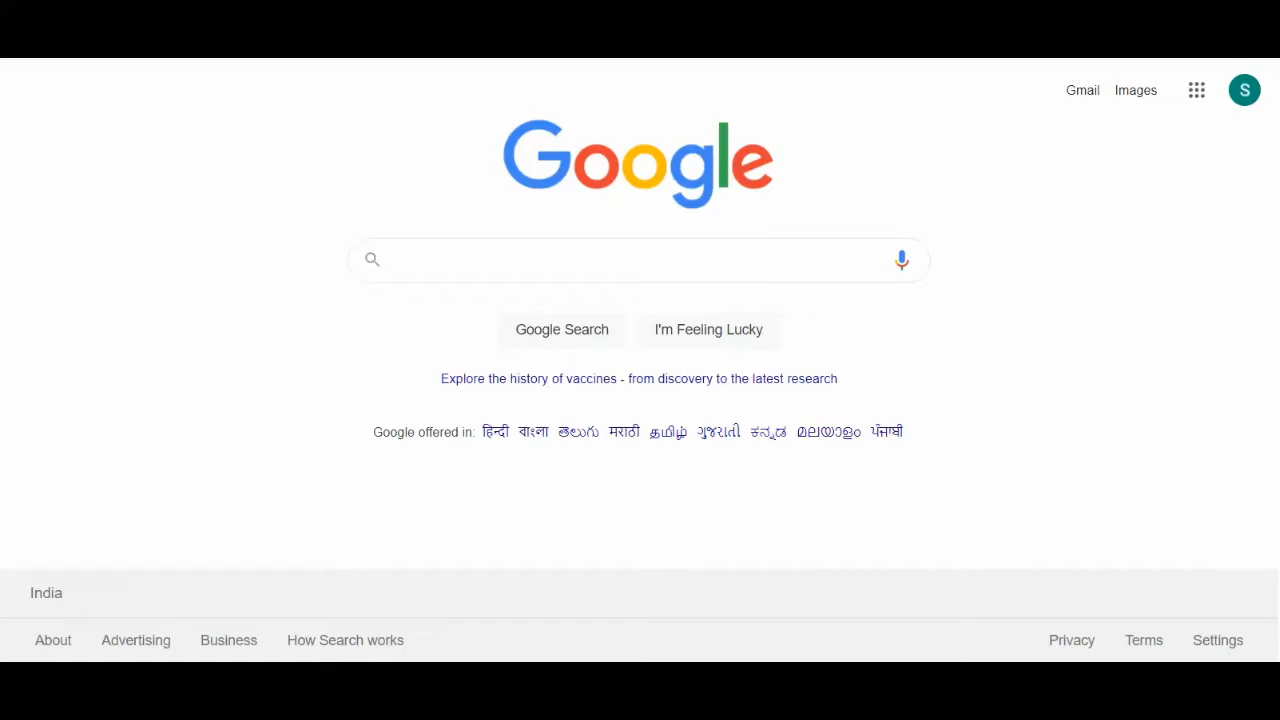 Gmail Images S
Google
Google Search I'm Feeling Lucky
Explore the history of vaccines - from discovery to the latest research
Google offered in: हिन्दी বাংলা తెలుగు मराठी தமிழ் ગુજરાતી ಕನ್ನಡ മലയാളം ਪੰਜਾਬੀ
India
About Advertising Business How Search works Privacy Terms Settings